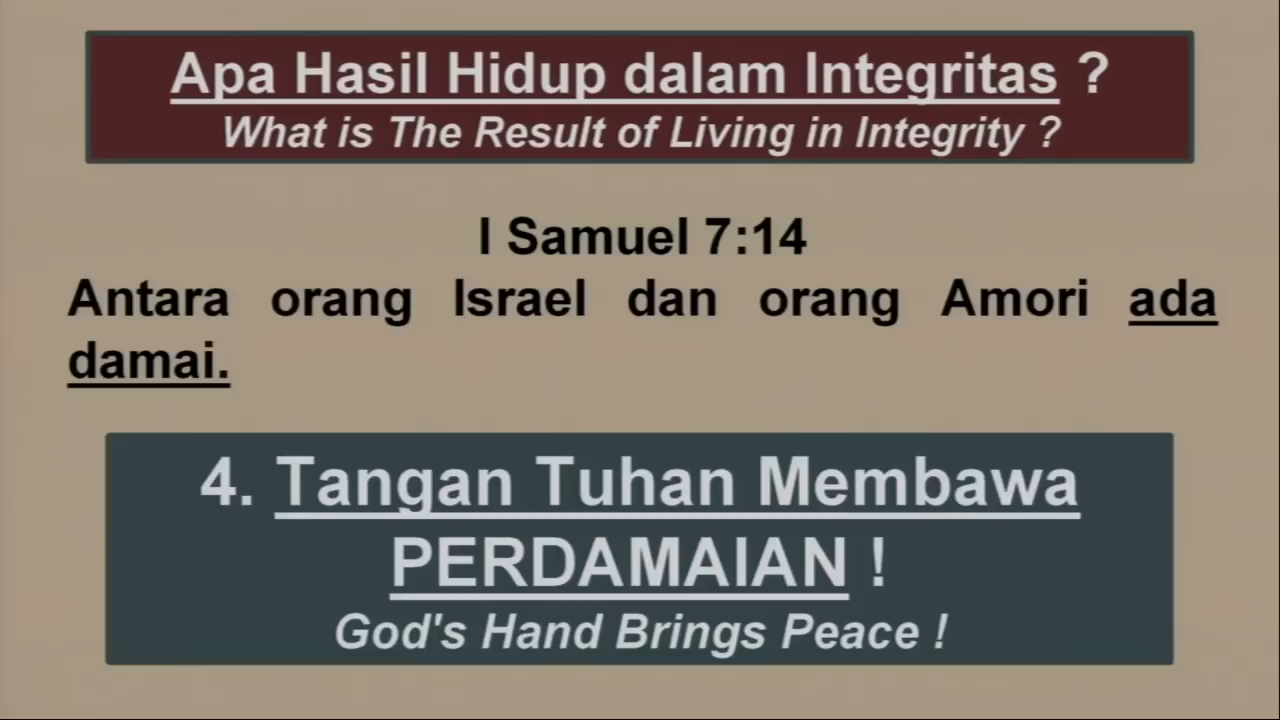 Apa Hasil Hidup dalam Integritas ?
What is The Result of Living in Integrity ?
I Samuel 7:14
Antara orang Israel dan orang Amori ada
damai.
4. Tangan Tuhan Membawa
PERDAMAIAN !
God's Hand Brings Peace !